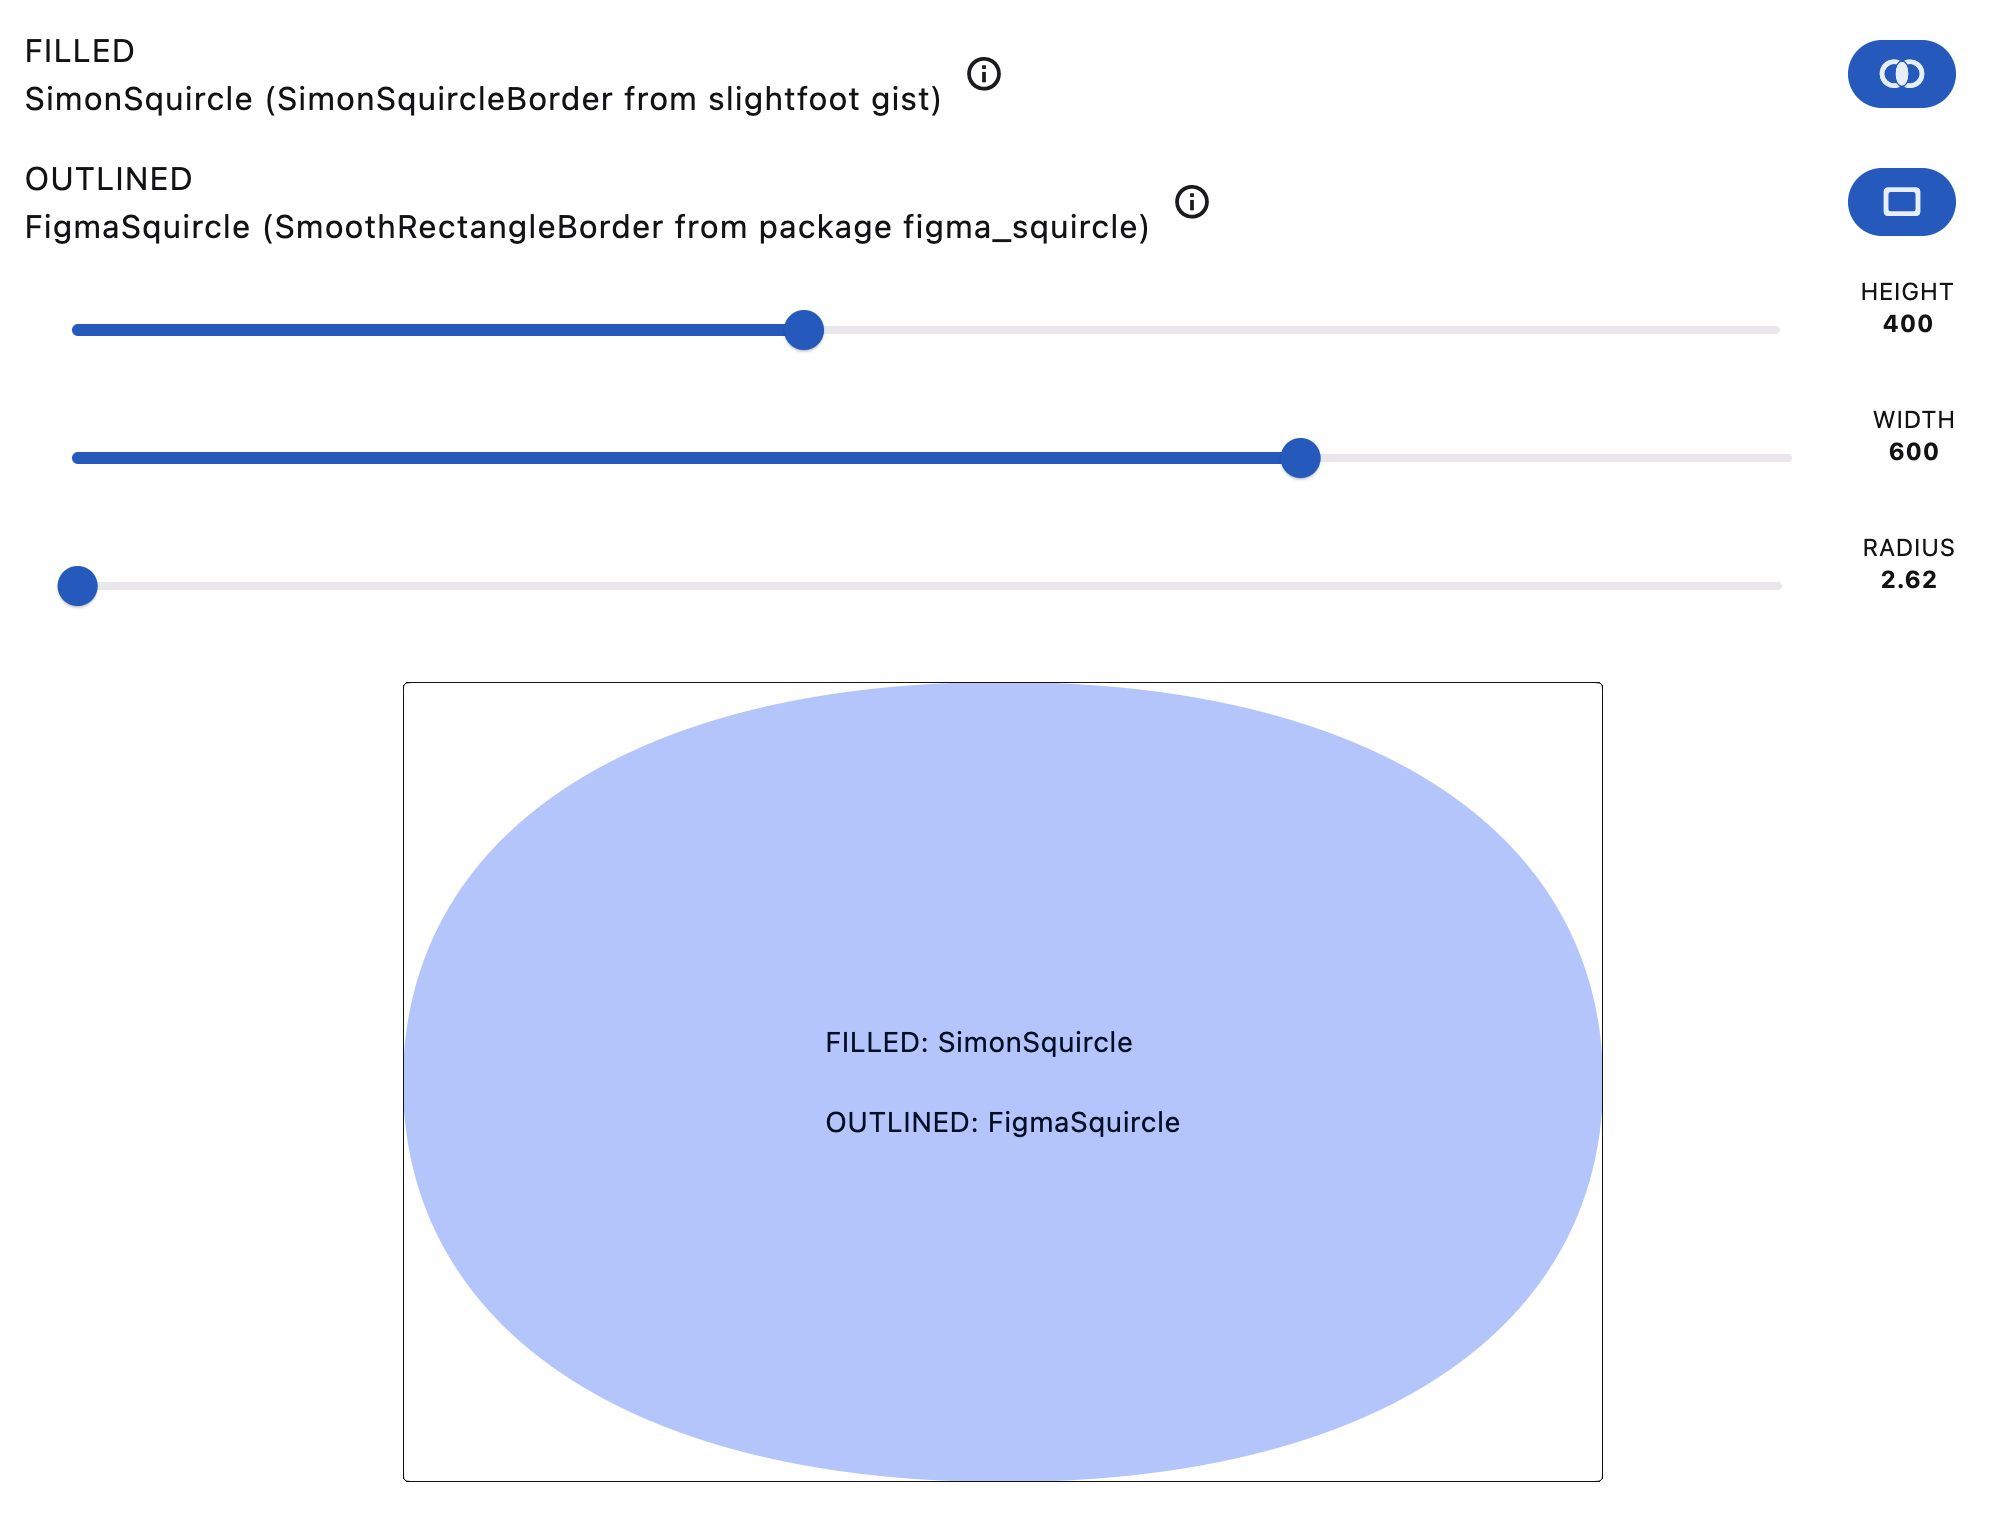 FILLED
SimonSquircle (SimonSquircleBorder from slightfoot gist)
OUTLINED
FigmaSquircle (SmoothRectangleBorder from package figma_squircle)
HEIGHT
400
WIDTH
600
RADIUS
2.62
FILLED: SimonSquircle
OUTLINED: FigmaSquircle